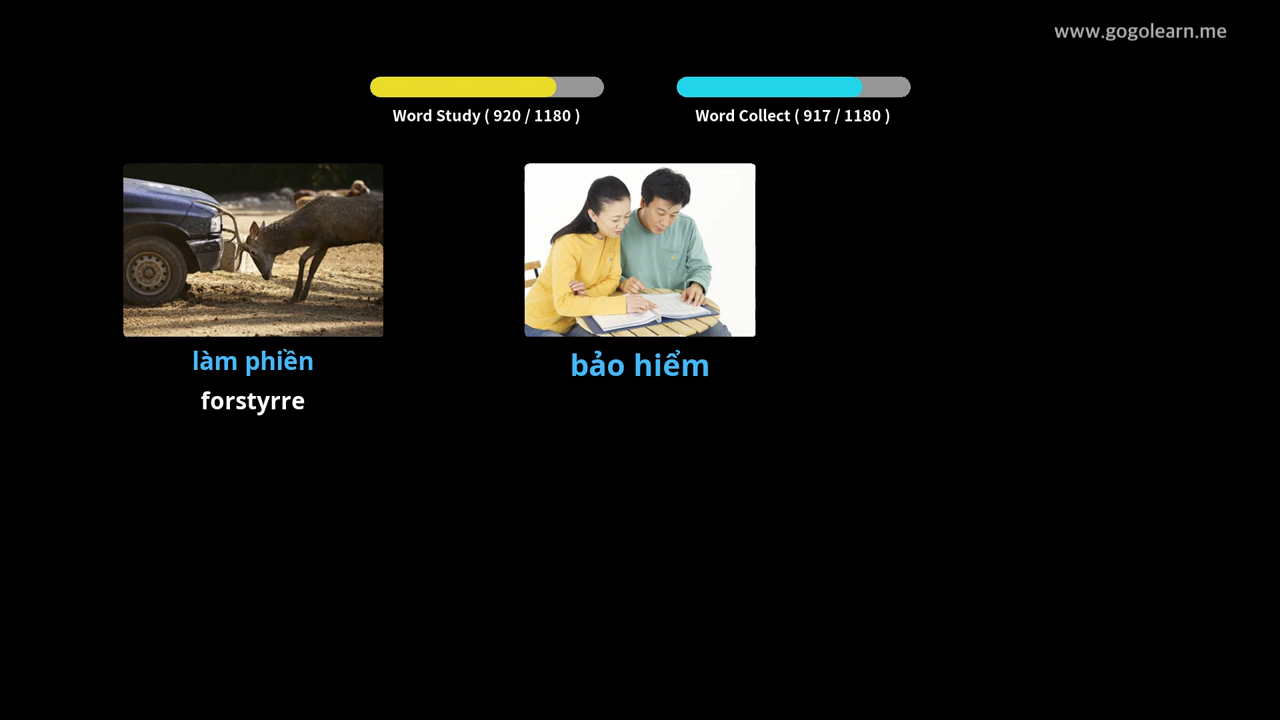 www.gogolearn.me
Word Study ( 920 / 1180 )
Word Collect ( 917 / 1180 )
làm phiền
forstyrre
bảo hiểm